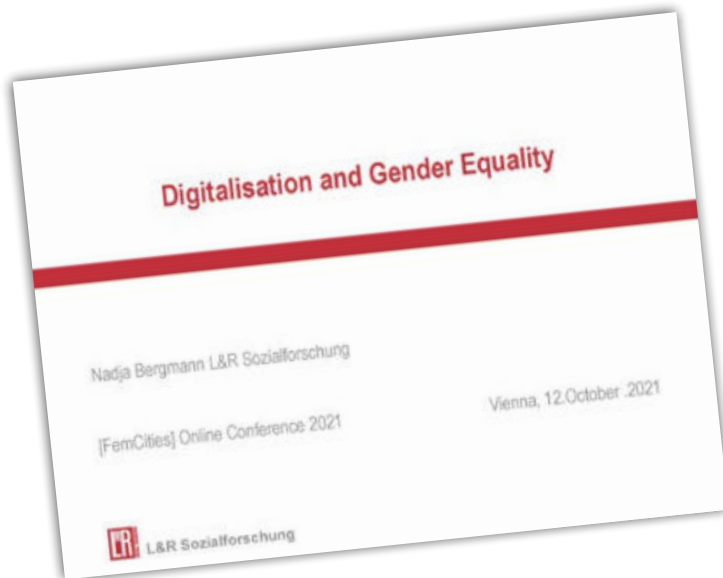 Digitalisation and Gender Equality
Nadja Bergmann L&R Sozialforschung
[FemCities] Online Conference 2021
Vienna, 12.October .2021
L&R Sozialforschung